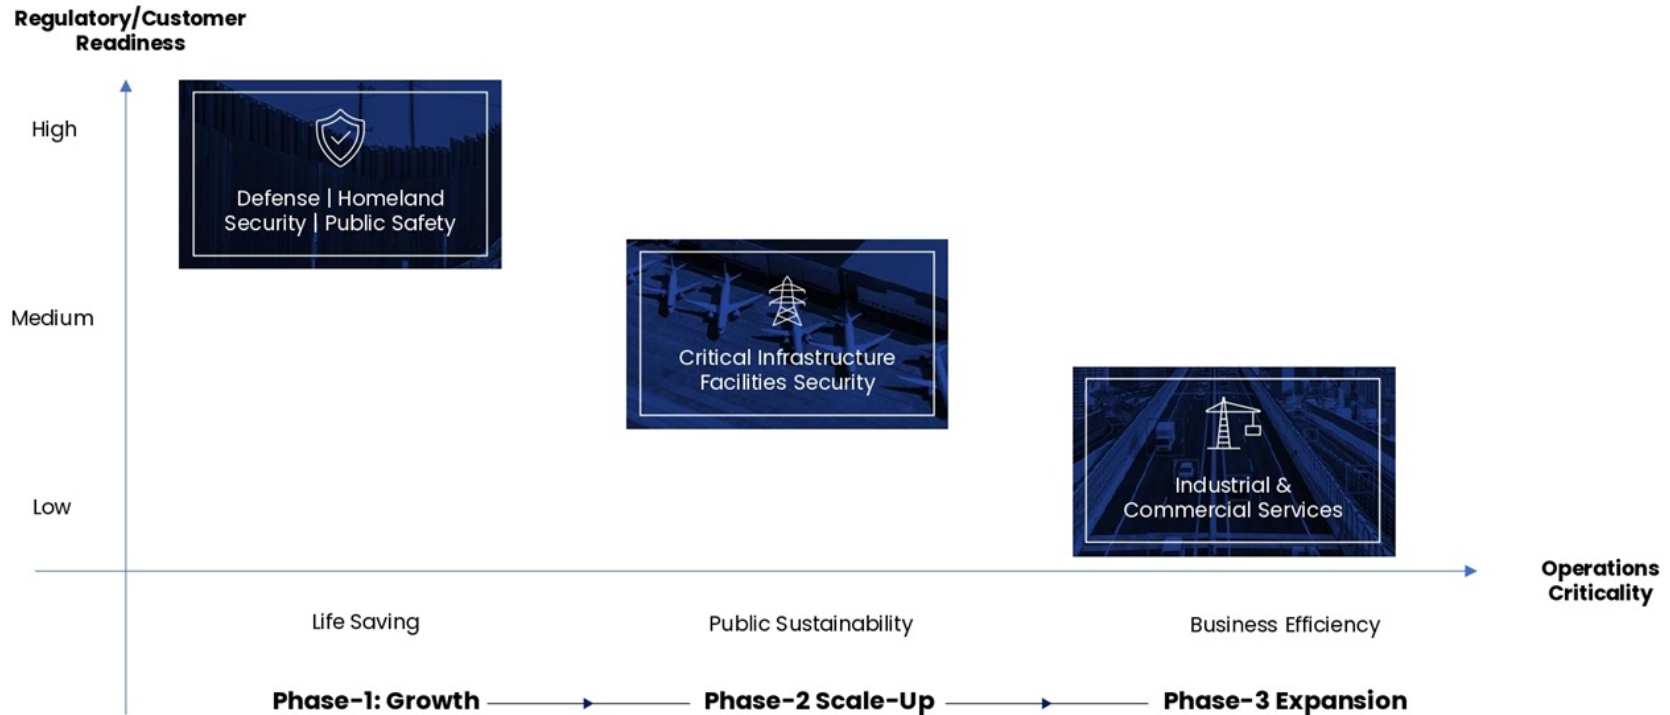 Regulatory/Customer
Readiness
High
Defense | Homeland
Security | Public Safety
Medium
Critical Infrastructure
Facilities Security
Low
Industrial &
Commercial Services
Operations
Criticality
Life Saving
Public Sustainability
Business Efficiency
Phase-1: Growth
Phase-2 Scale-Up
Phase-3 Expansion